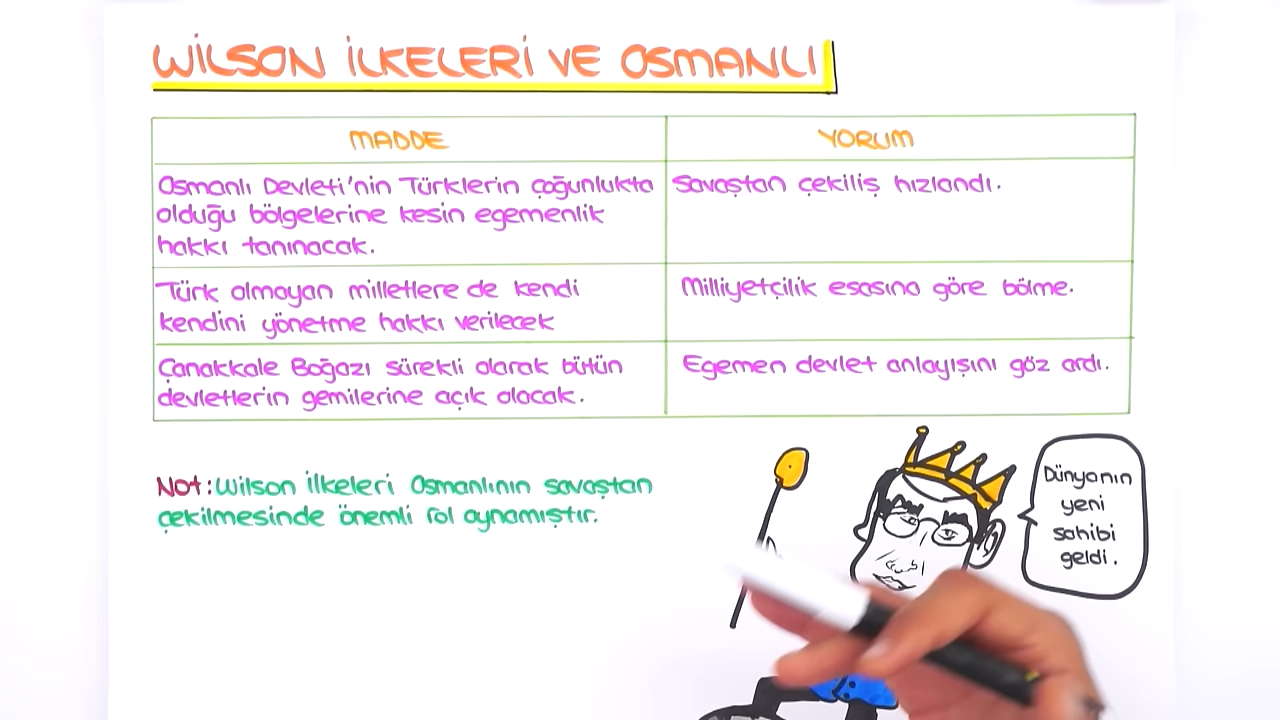 WİLSON İLKELERİ VE OSMANLI
MADDE
YORUM
Osmanlı Devleti'nin Türklerin çoğunlukta
olduğu bölgelerine kesin egemenlik
hakkı tanınacak.
Savaştan çekiliş hızlandı.
Türk olmayan milletlere de kendi
kendini yönetme hakkı verilecek
Milliyetçilik esasına göre bölme.
Çanakkale Boğazı sürekli olarak bütün
devletlerin gemilerine açık olacak.
Egemen devlet anlayışını göz ardı.
Not: Wilson ilkeleri Osmanlının savaştan
çekilmesinde önemli rol oynamıştır.
Dünyanın
yeni
sahibi
geldi.